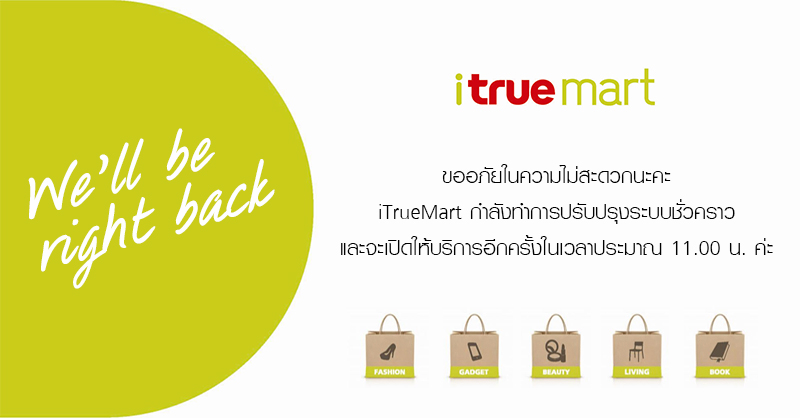 We'll be
right back
itruemart
ขออภัยในความไม่สะดวกนะคะ
iTrueMart กำลังทำการปรับปรุงระบบชั่วคราว
และจะเปิดให้บริการอีกครั้งในเวลาประมาณ 11.00 น. ค่ะ
FASHION GADGET BEAUTY LIVING BOOK